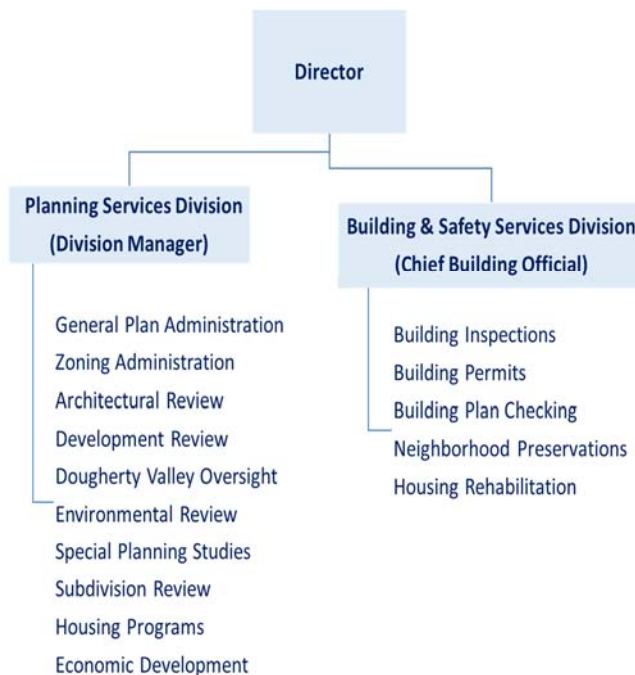 Director
Planning Services Division
(Division Manager)
General Plan Administration
Zoning Administration
Architectural Review
Development Review
Dougherty Valley Oversight
Environmental Review
Special Planning Studies
Subdivision Review
Housing Programs
Economic Development
Building & Safety Services Division
(Chief Building Official)
Building Inspections
Building Permits
Building Plan Checking
Neighborhood Preservations
Housing Rehabilitation